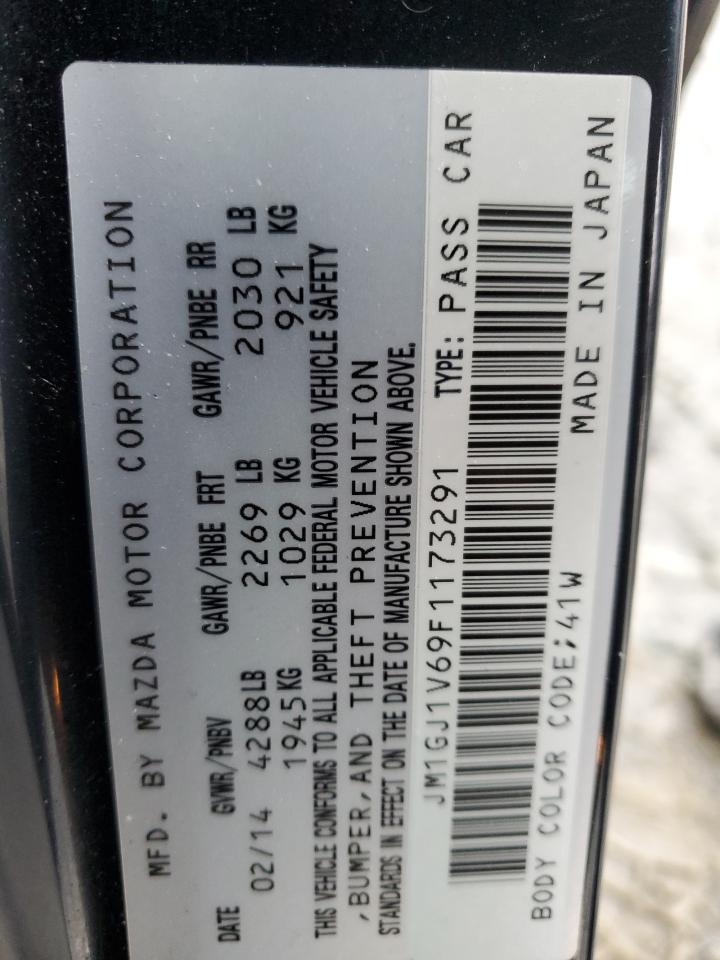 MFD. BY MAZDA MOTOR CORPORATION
DATE GVWR/PNBV GAWR/PNBE FRT GAWR/PNBE RR
02/14 4288LB 2269 LB 2030 LB
1945KG 1029 KG 921 KG
THIS VEHICLE CONFORMS TO ALL APPLICABLE FEDERAL MOTOR VEHICLE SAFETY
,BUMPER,AND THEFT PREVENTION
STANDARDS IN EFFECT ON THE DATE OF MANUFACTURE SHOWN ABOVE.
JM1GJ1V69F1173291 TYPE: PASS CAR
BODY COLOR CODE;41W MADE IN JAPAN